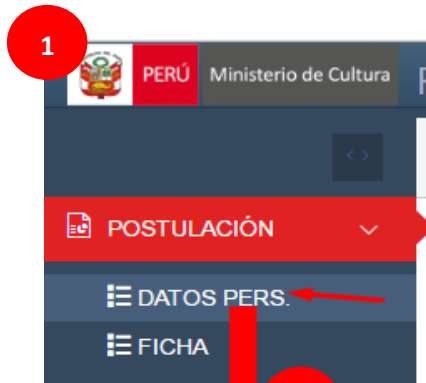 1
PERÚ Ministerio de Cultura
POSTULACIÓN
DATOS PERS.
FICHA